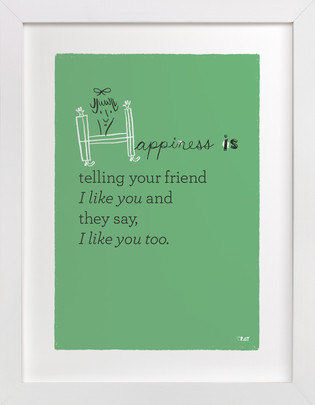 Happiness is
telling your friend
I like you and
they say,
I like you too.